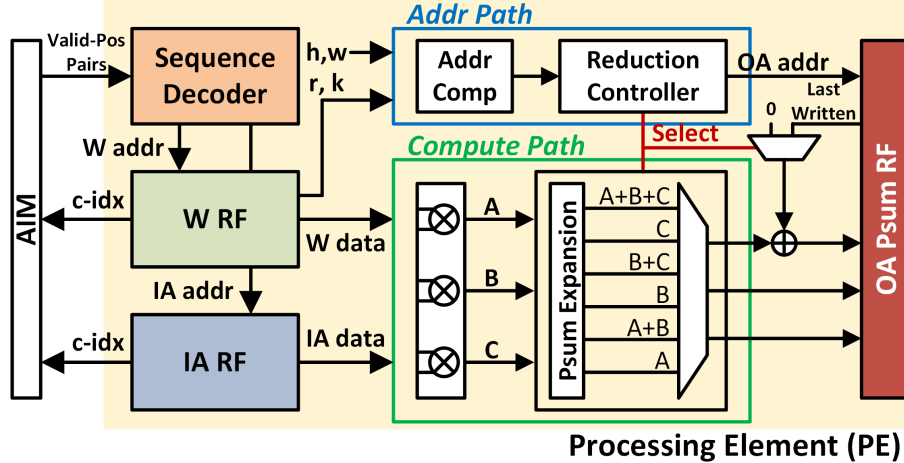 Addr Path
Valid-Pos
Pairs
Sequence
Decoder
h,w
r, k
Addr
Comp
Reduction
Controller
OA addr
Last
Written
0
Select
W addr
Compute Path
AIM
c-idx
W RF
W data
IA addr
c-idx
IA RF
IA data
A
B
C
Psum Expansion
A+B+C
C
B+C
B
A+B
A
OA Psum RF
Processing Element (PE)